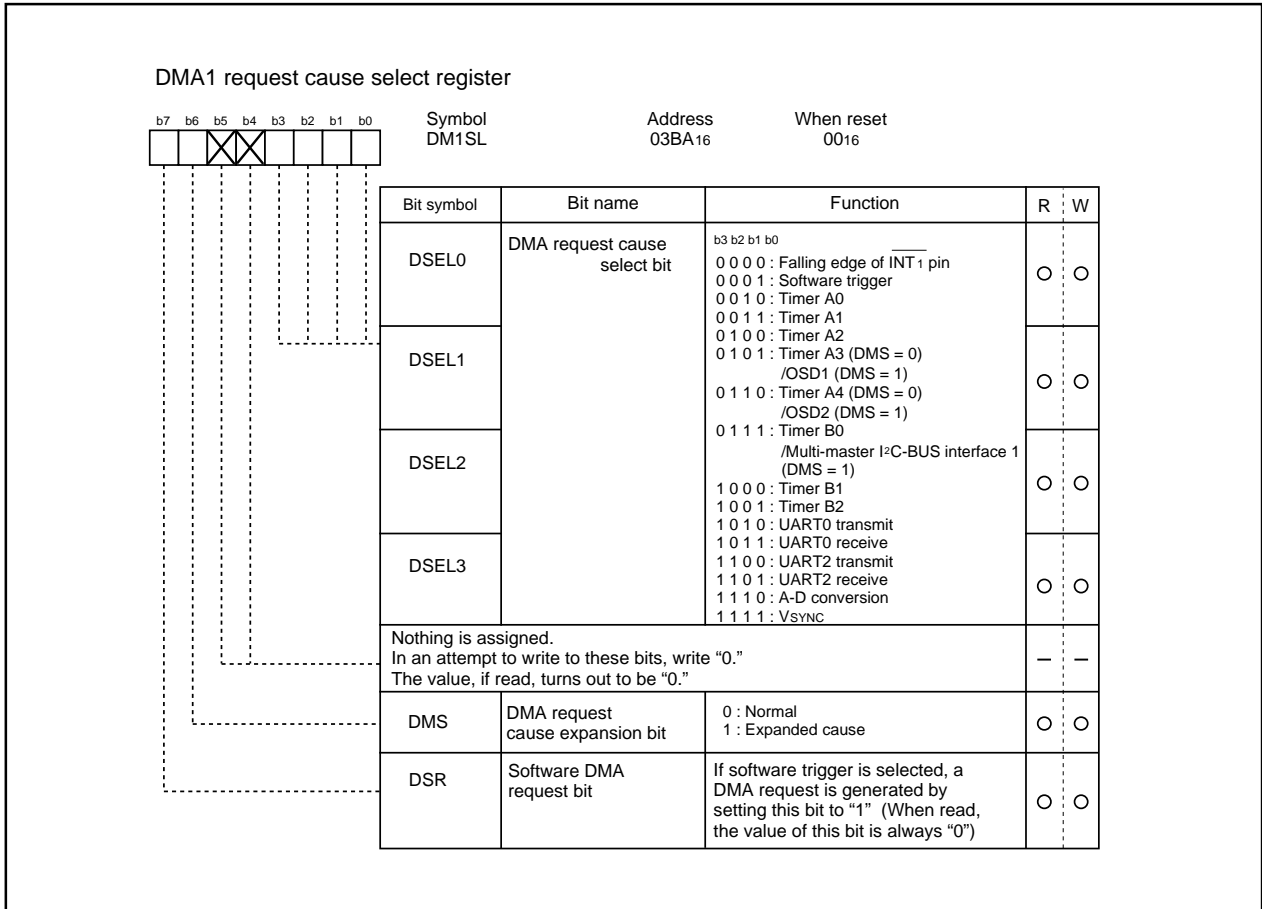 DMA1 request cause select register
b7 b6 b5 b4 b3 b2 b1 b0
Symbol Address When reset
DM1SL 03BA16 0016
Bit symbol Bit name Function R W
DSEL0
DMA request cause
select bit
b3 b2 b1 b0
0 0 0 0 : Falling edge of INT1 pin
0 0 0 1 : Software trigger
0 0 1 0 : Timer A0
0 0 1 1 : Timer A1
0 1 0 0 : Timer A2
DSEL1
0 1 0 1 : Timer A3 (DMS = 0)
/OSD1 (DMS = 1)
0 1 1 0 : Timer A4 (DMS = 0)
/OSD2 (DMS = 1)
0 1 1 1 : Timer B0
DSEL2
/Multi-master I2C-BUS interface 1
(DMS = 1)
1 0 0 0 : Timer B1
1 0 0 1 : Timer B2
1 0 1 0 : UART0 transmit
1 0 1 1 : UART0 receive
DSEL3
1 1 0 0 : UART2 transmit
1 1 0 1 : UART2 receive
1 1 1 0 : A-D conversion
1 1 1 1 : VSYNC
Nothing is assigned.
In an attempt to write to these bits, write “0.”
The value, if read, turns out to be “0.”
– –
DMS
DMA request
cause expansion bit
0 : Normal
1 : Expanded cause
DSR
Software DMA
request bit
If software trigger is selected, a
DMA request is generated by
setting this bit to “1” (When read,
the value of this bit is always “0”)